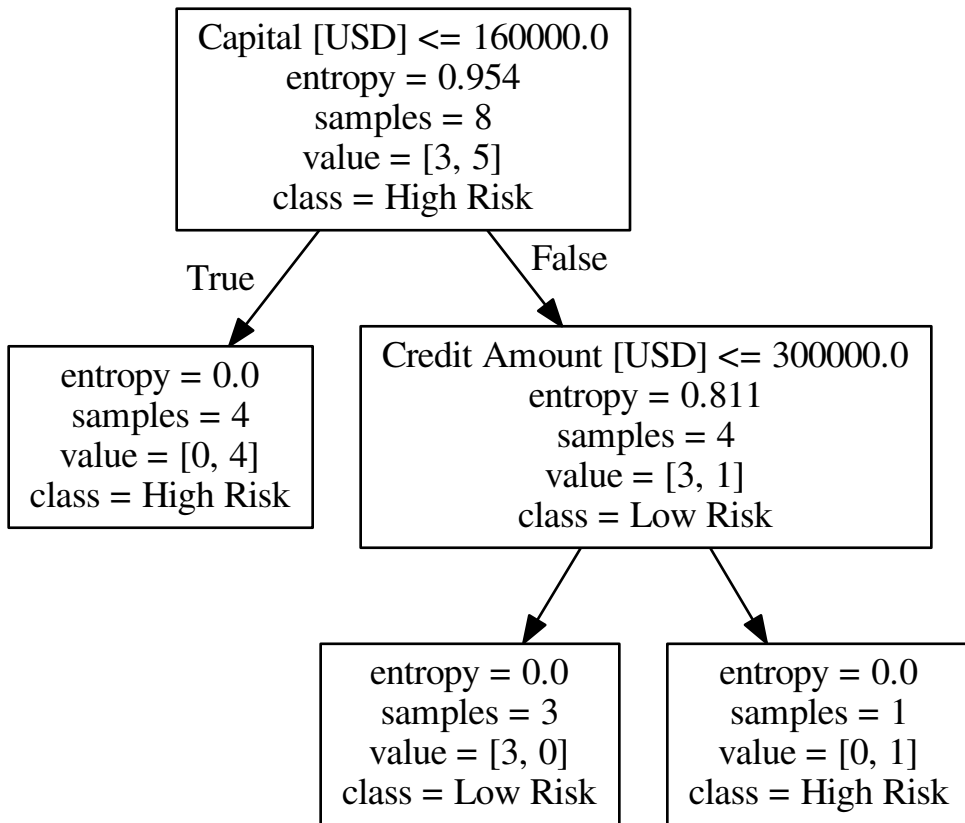 Capital [USD] <= 160000.0
entropy = 0.954
samples = 8
value = [3, 5]
class = High Risk
True
False
entropy = 0.0
samples = 4
value = [0, 4]
class = High Risk
Credit Amount [USD] <= 300000.0
entropy = 0.811
samples = 4
value = [3, 1]
class = Low Risk
entropy = 0.0
samples = 3
value = [3, 0]
class = Low Risk
entropy = 0.0
samples = 1
value = [0, 1]
class = High Risk